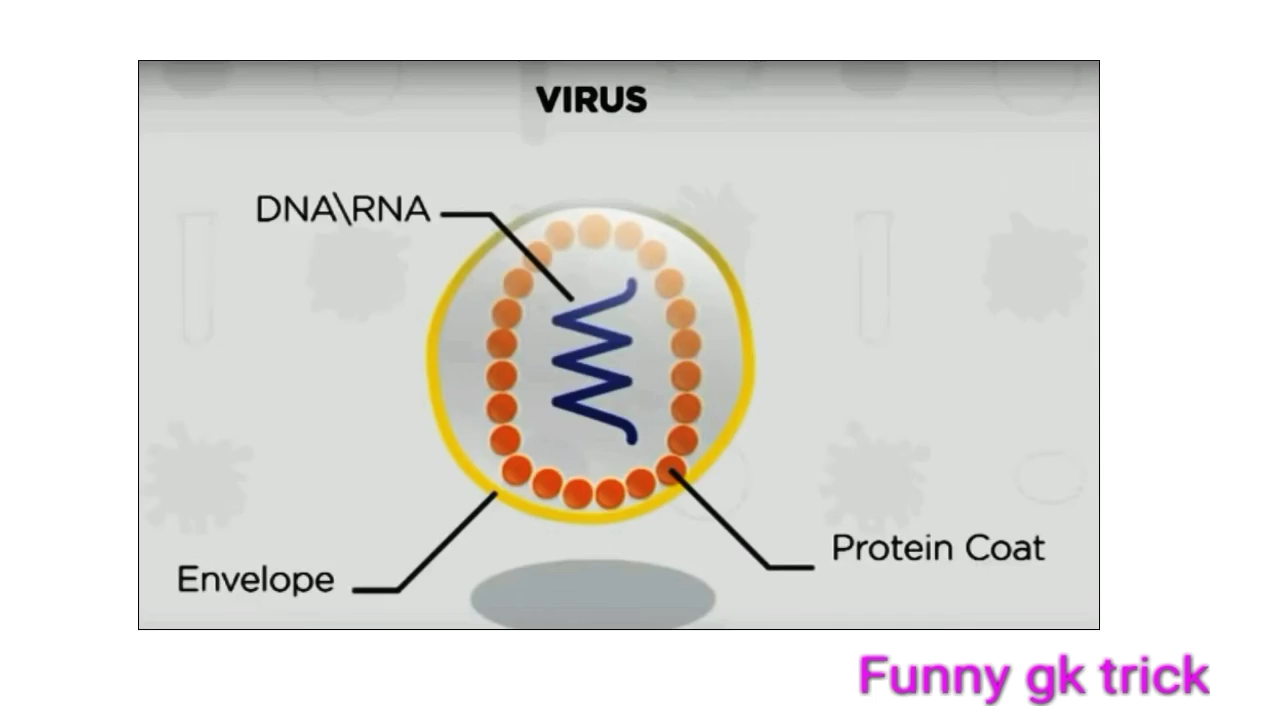 VIRUS
DNA\RNA
Protein Coat
Envelope
Funny gk trick